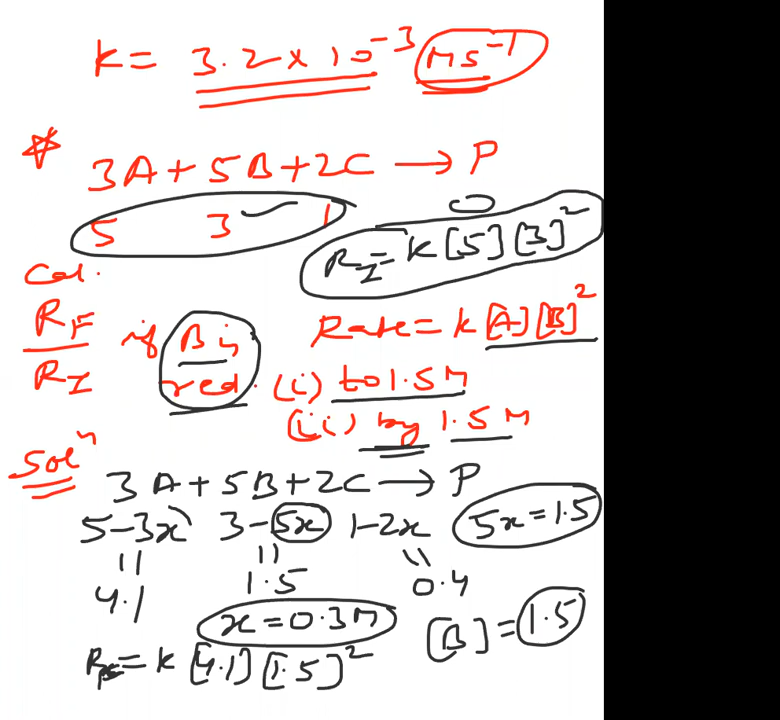 K = 3.2 x 10⁻³ Ms⁻¹
3A + 5B + 2C → P
5 3 1 0
R_I = K[5][3]²
Cal. R_F / R_I if B is red. (i) to 1.5 M
(ii) by 1.5 M
Rate = k[A][B]²
Solⁿ
3A + 5B + 2C → P
5-3x 3-5x 1-2x 5x = 1.5
4.1 1.5 0.4
x = 0.3M [B] = 1.5
= K[4.1][1.5]²